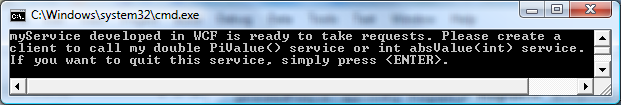 C:\Windows\system32\cmd.exe
myService developed in WCF is ready to take requests. Please create a
client to call my double PiValue() service or int absValue(int) service.
If you want to quit this service, simply press <ENTER>.